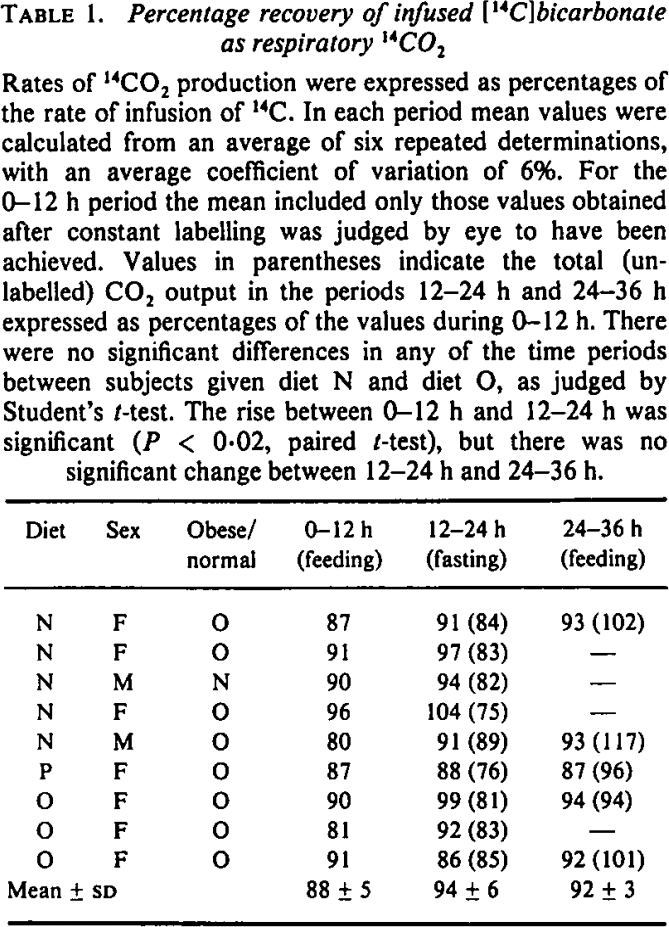 TABLE 1. Percentage recovery of infused [¹⁴C]bicarbonate
as respiratory ¹⁴CO₂
Rates of ¹⁴CO₂ production were expressed as percentages of
the rate of infusion of ¹⁴C. In each period mean values were
calculated from an average of six repeated determinations,
with an average coefficient of variation of 6%. For the
0–12 h period the mean included only those values obtained
after constant labelling was judged by eye to have been
achieved. Values in parentheses indicate the total (un-
labelled) CO₂ output in the periods 12–24 h and 24–36 h
expressed as percentages of the values during 0–12 h. There
were no significant differences in any of the time periods
between subjects given diet N and diet O, as judged by
Student's t-test. The rise between 0–12 h and 12–24 h was
significant (P < 0·02, paired t-test), but there was no
significant change between 12–24 h and 24–36 h.
Diet Sex Obese/ 0–12 h 12–24 h 24–36 h
normal (feeding) (fasting) (feeding)
N F O 87 91 (84) 93 (102)
N F O 91 97 (83) —
N M N 90 94 (82) —
N F O 96 104 (75) —
N M O 80 91 (89) 93 (117)
P F O 87 88 (76) 87 (96)
O F O 90 99 (81) 94 (94)
O F O 81 92 (83) —
O F O 91 86 (85) 92 (101)
Mean ± SD 88 ± 5 94 ± 6 92 ± 3